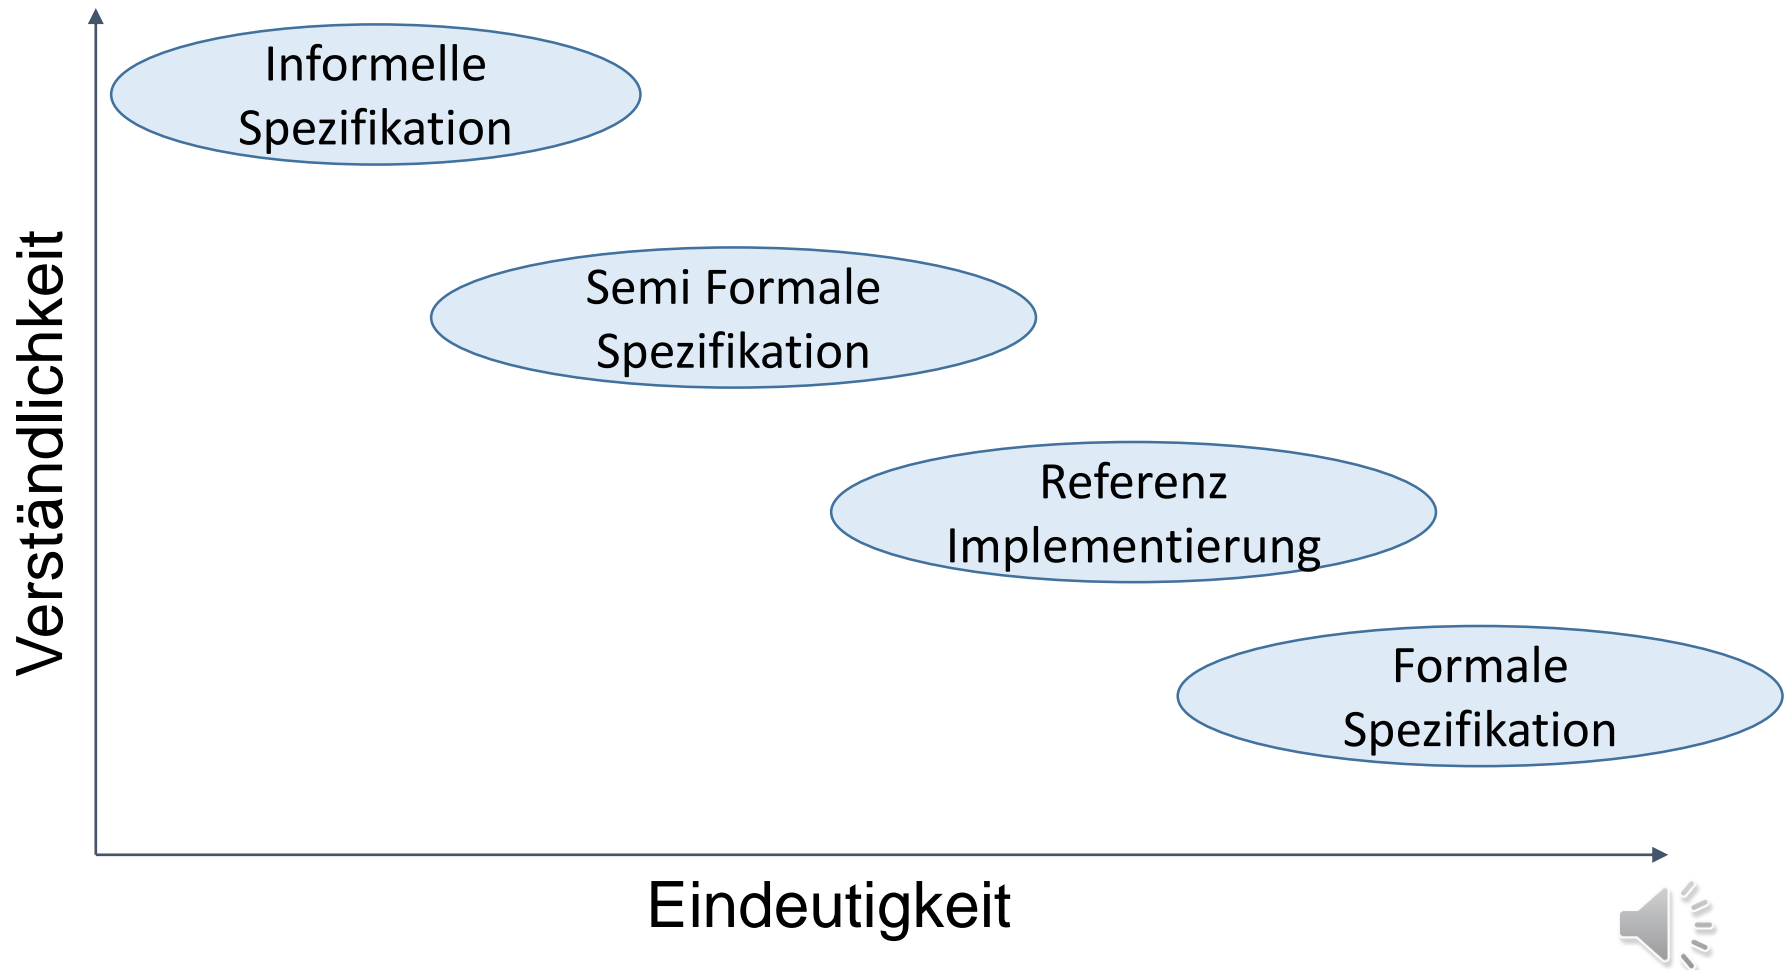 Informelle
Spezifikation
Semi Formale
Spezifikation
Referenz
Implementierung
Formale
Spezifikation
Verständlichkeit
Eindeutigkeit